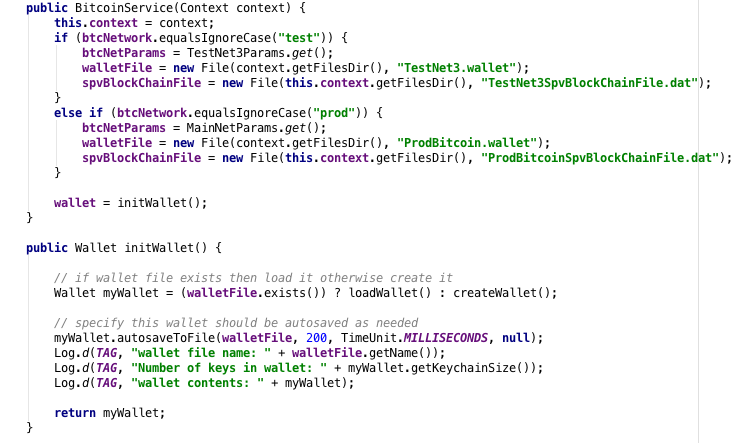 public BitcoinService(Context context) {
    this.context = context;
    if (btcNetwork.equalsIgnoreCase("test")) {
        btcNetParams = TestNet3Params.get();
        walletFile = new File(context.getFilesDir(), "TestNet3.wallet");
        spvBlockChainFile = new File(this.context.getFilesDir(), "TestNet3SpvBlockChainFile.dat");
    }
    else if (btcNetwork.equalsIgnoreCase("prod")) {
        btcNetParams = MainNetParams.get();
        walletFile = new File(context.getFilesDir(), "ProdBitcoin.wallet");
        spvBlockChainFile = new File(this.context.getFilesDir(), "ProdBitcoinSpvBlockChainFile.dat");
    }

    wallet = initWallet();
}

public Wallet initWallet() {

    // if wallet file exists then load it otherwise create it
    Wallet myWallet = (walletFile.exists()) ? loadWallet() : createWallet();

    // specify this wallet should be autosaved as needed
    myWallet.autosaveToFile(walletFile, 200, TimeUnit.MILLISECONDS, null);
    Log.d(TAG, "wallet file name: " + walletFile.getName());
    Log.d(TAG, "Number of keys in wallet: " + myWallet.getKeychainSize());
    Log.d(TAG, "wallet contents: " + myWallet);

    return myWallet;
}